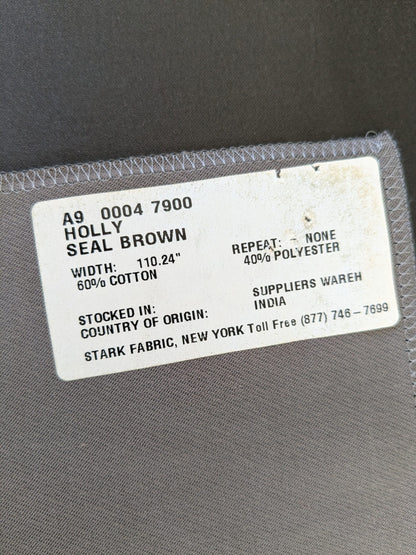 A9 0004 7900
HOLLY
SEAL BROWN
WIDTH: 110.24" REPEAT: - NONE
60% COTTON 40% POLYESTER
STOCKED IN: SUPPLIERS WAREH
COUNTRY OF ORIGIN: INDIA
STARK FABRIC, NEW YORK Toll Free (877) 746-7699